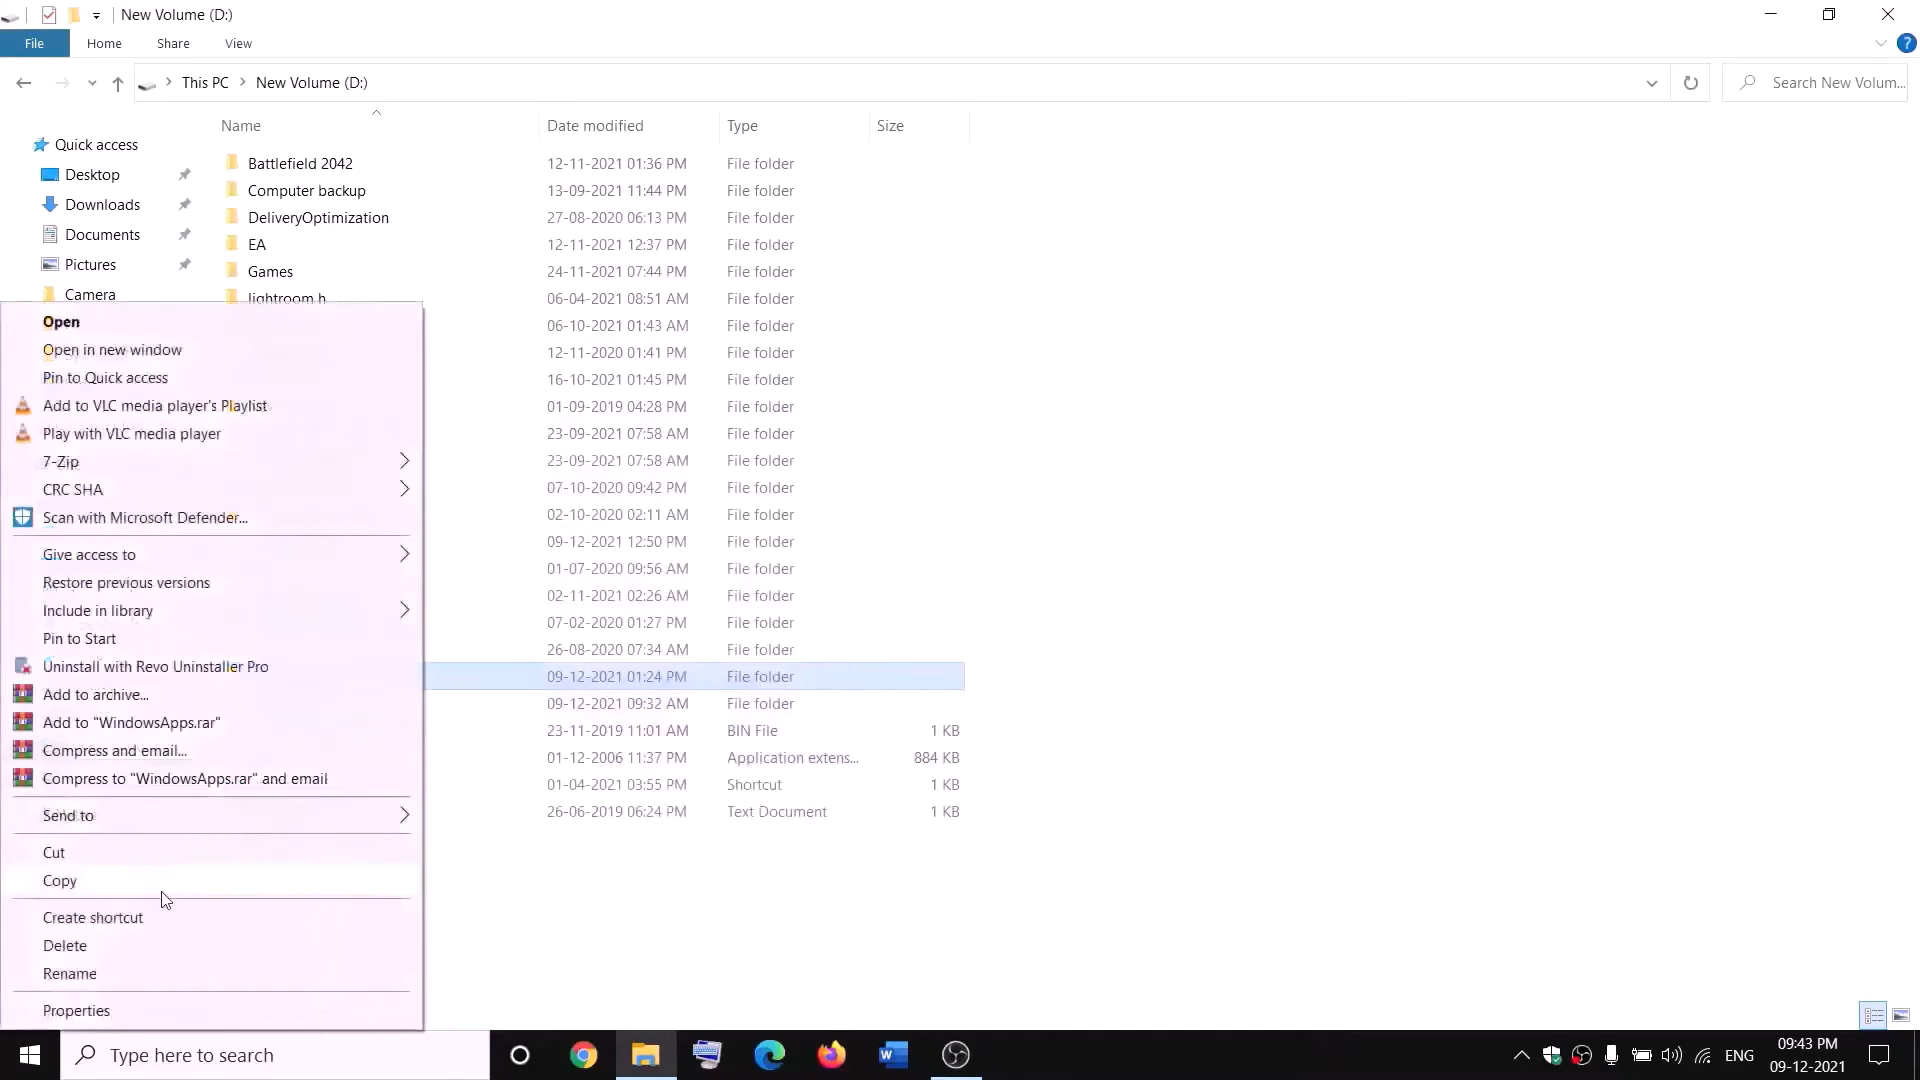 New Volume (D:)
File Home Share View
This PC New Volume (D:) Search New Volum...
Name Date modified Type Size
Quick access
Desktop
Downloads
Documents
Pictures
Camera
Battlefield 2042 12-11-2021 01:36 PM File folder
Computer backup 13-09-2021 11:44 PM File folder
DeliveryOptimization 27-08-2020 06:13 PM File folder
EA 12-11-2021 12:37 PM File folder
Games 24-11-2021 07:44 PM File folder
lightroom h 06-04-2021 08:51 AM File folder
06-10-2021 01:43 AM File folder
12-11-2020 01:41 PM File folder
16-10-2021 01:45 PM File folder
01-09-2019 04:28 PM File folder
23-09-2021 07:58 AM File folder
23-09-2021 07:58 AM File folder
07-10-2020 09:42 PM File folder
02-10-2020 02:11 AM File folder
09-12-2021 12:50 PM File folder
01-07-2020 09:56 AM File folder
02-11-2021 02:26 AM File folder
07-02-2020 01:27 PM File folder
26-08-2020 07:34 AM File folder
09-12-2021 01:24 PM File folder
09-12-2021 09:32 AM File folder
23-11-2019 11:01 AM BIN File 1 KB
01-12-2006 11:37 PM Application extens... 884 KB
01-04-2021 03:55 PM Shortcut 1 KB
26-06-2019 06:24 PM Text Document 1 KB
Open
Open in new window
Pin to Quick access
Add to VLC media player's Playlist
Play with VLC media player
7-Zip
CRC SHA
Scan with Microsoft Defender...
Give access to
Restore previous versions
Include in library
Pin to Start
Uninstall with Revo Uninstaller Pro
Add to archive...
Add to "WindowsApps.rar"
Compress and email...
Compress to "WindowsApps.rar" and email
Send to
Cut
Copy
Create shortcut
Delete
Rename
Properties
Type here to search
ENG
09:43 PM
09-12-2021